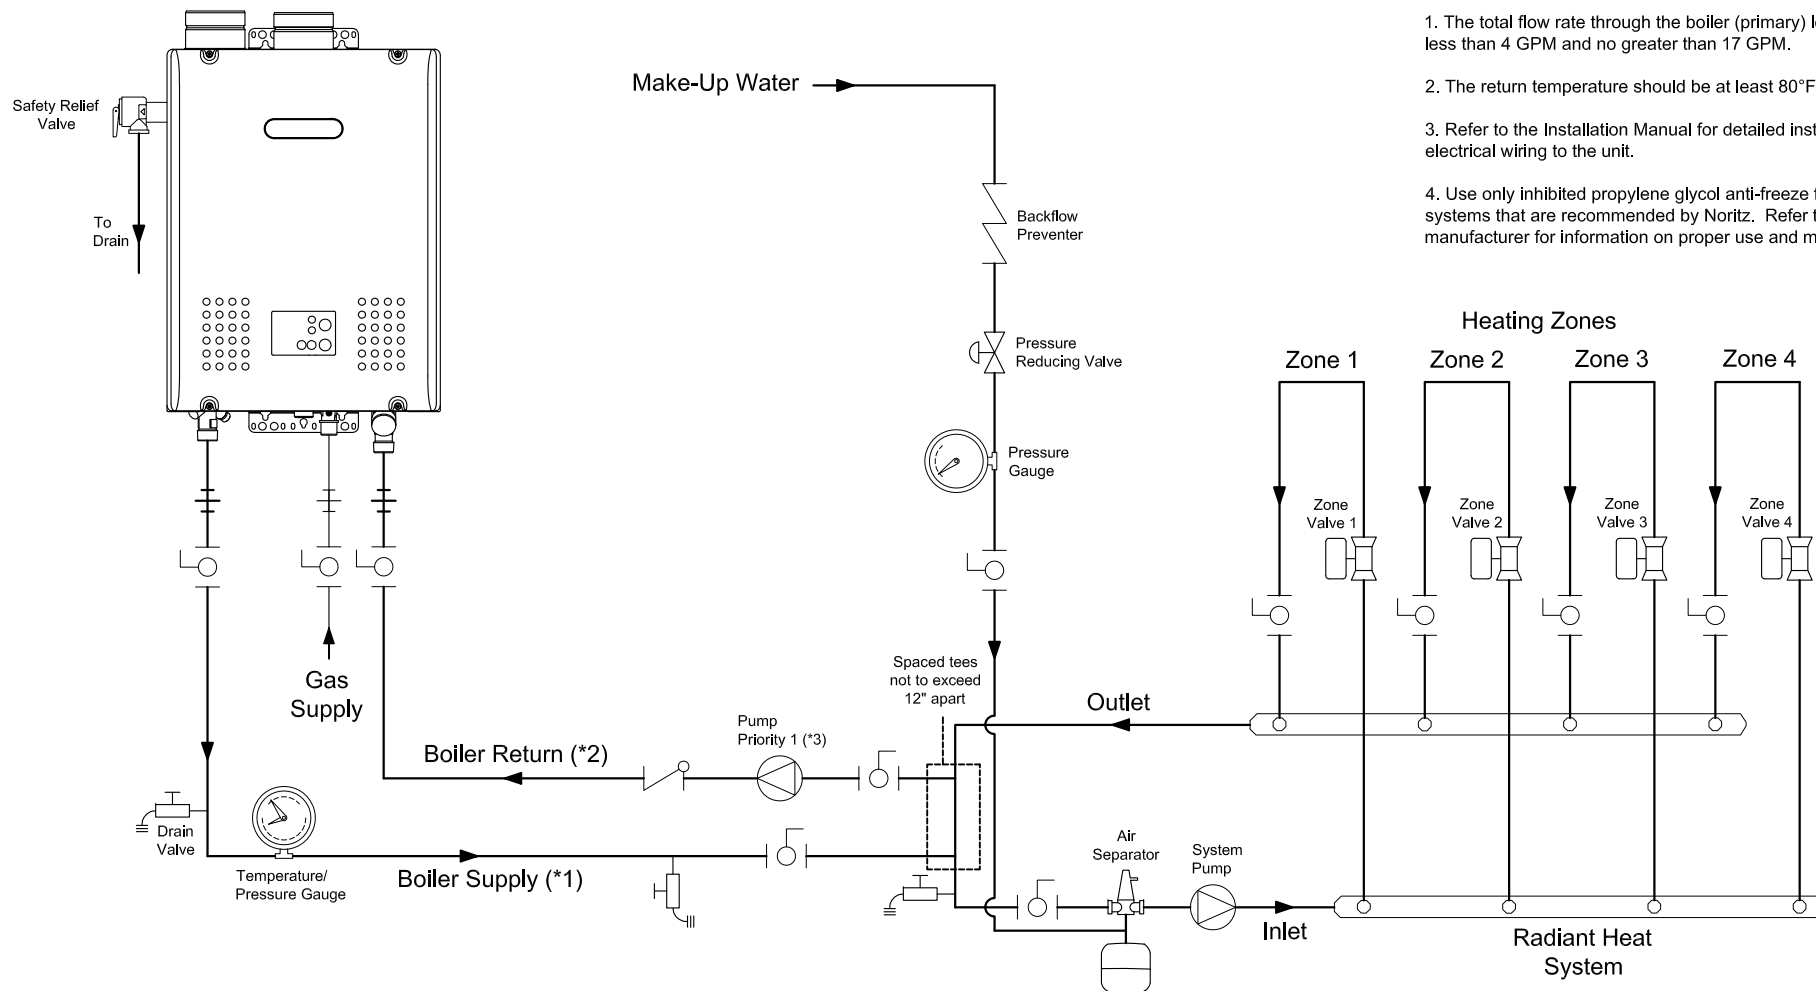 1. The total flow rate through the boiler (primary)
less than 4 GPM and no greater than 17 GPM.
2. The return temperature should be at least 80°F
3. Refer to the Installation Manual for detailed
electrical wiring to the unit.
4. Use only inhibited propylene glycol anti-freeze
systems that are recommended by Noritz. Refer
manufacturer for information on proper use and
Make-Up Water
Safety Relief
Valve
To
Drain
Backflow
Preventer
Pressure
Reducing Valve
Pressure
Gauge
Heating Zones
Zone 1
Zone 2
Zone 3
Zone 4
Zone
Valve 1
Zone
Valve 2
Zone
Valve 3
Zone
Valve 4
Gas
Supply
Spaced tees
not to exceed
12" apart
Outlet
Pump
Priority 1 (*3)
Boiler Return (*2)
Drain
Valve
Temperature/
Pressure Gauge
Boiler Supply (*1)
Air
Separator
System
Pump
Inlet
Radiant Heat
System